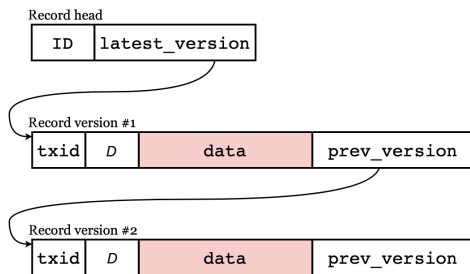 Record head
ID latest_version
Record version #1
txid D data prev_version
Record version #2
txid D data prev_version